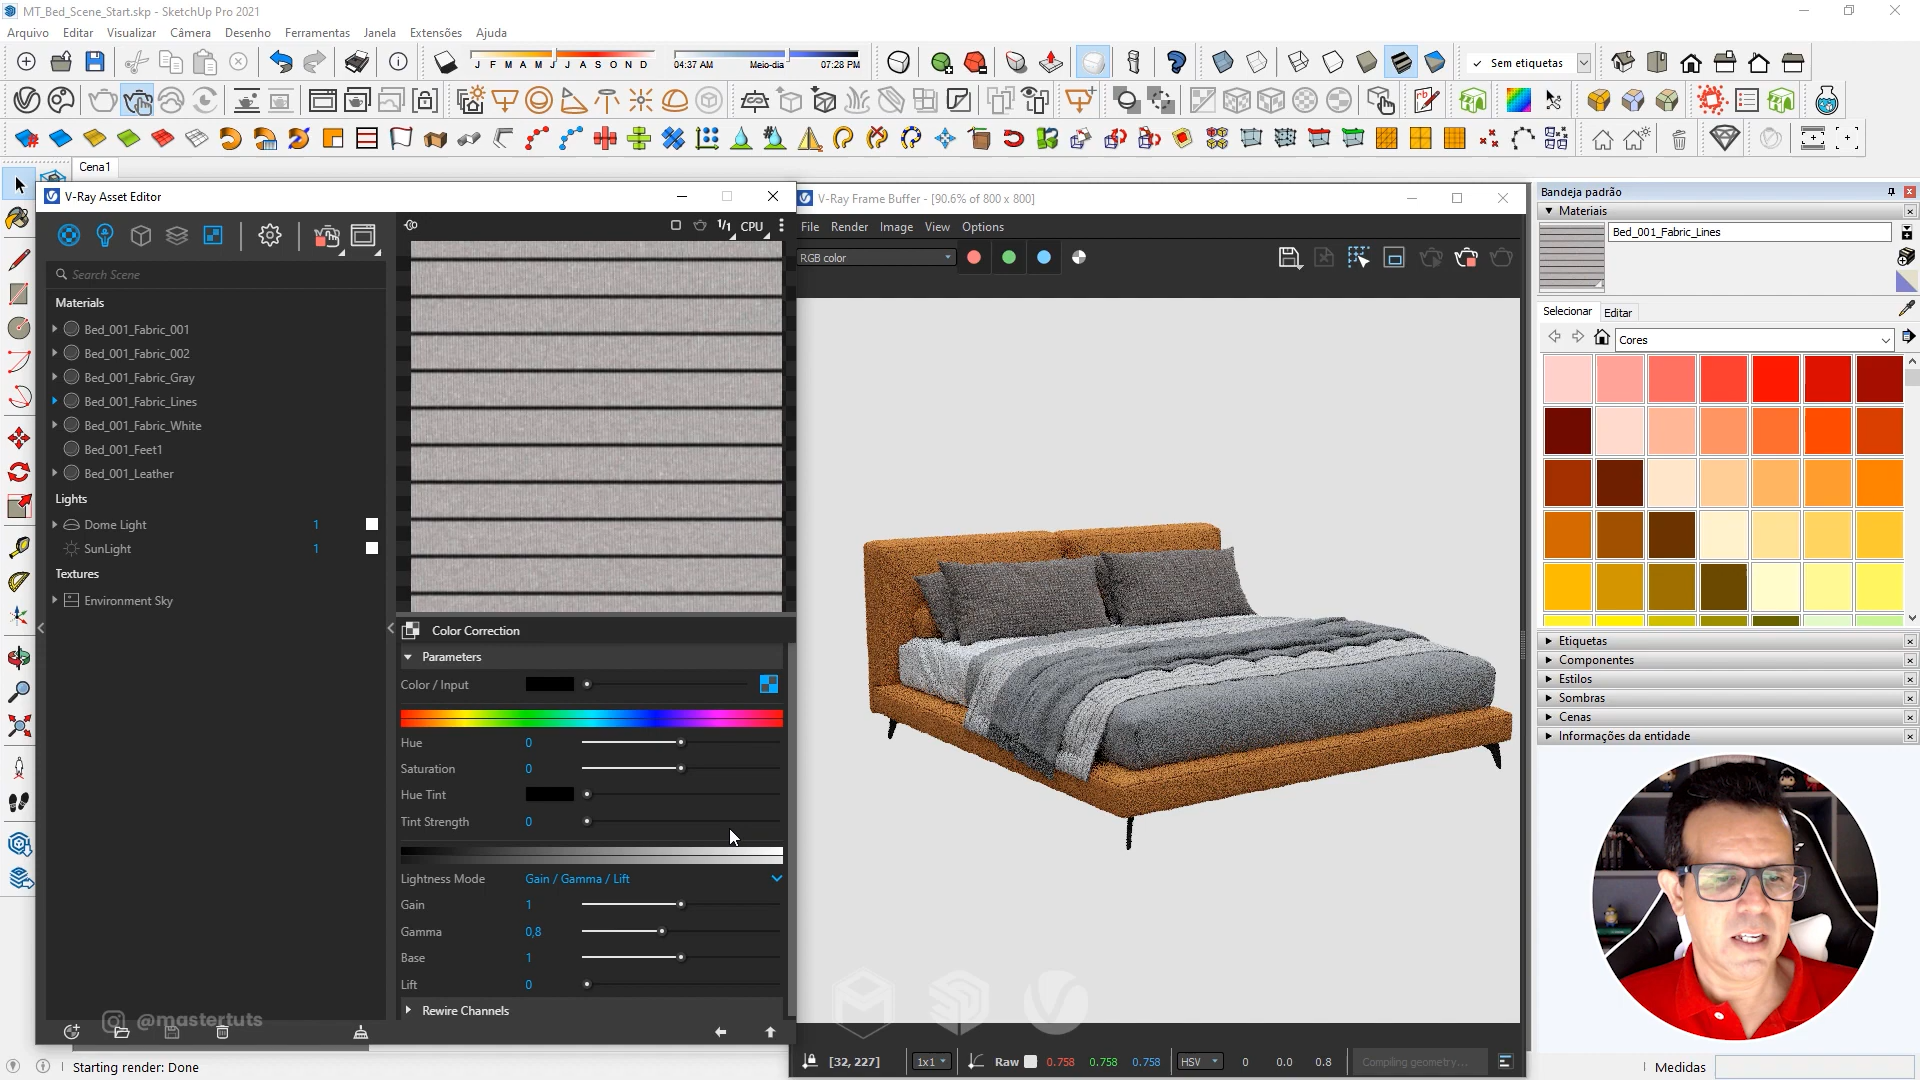 MT_Bed_Scene_Start.skp - SketchUp Pro 2021
Arquivo Editar Visualizar Câmera Desenho Ferramentas Janela Extensões Ajuda
J F M A M J J A S O N D
04:37 AM Meio-dia 07:28 PM
✓ Sem etiquetas
Cena1
V-Ray Asset Editor
1/1 CPU
Search Scene
Materials
Bed_001_Fabric_001
Bed_001_Fabric_002
Bed_001_Fabric_Gray
Bed_001_Fabric_Lines
Bed_001_Fabric_White
Bed_001_Feet1
Bed_001_Leather
Lights
Dome Light 1
SunLight 1
Textures
Environment Sky
@mastertuts
Color Correction
Parameters
Color / Input
Hue 0
Saturation 0
Hue Tint
Tint Strength 0
Lightness Mode Gain / Gamma / Lift
Gain 1
Gamma 0,8
Base 1
Lift 0
Rewire Channels
V-Ray Frame Buffer - [90.6% of 800 x 800]
File Render Image View Options
RGB color
[32, 227] 1x1 Raw 0.758 0.758 0.758 HSV 0 0.0 0.8 Compiling geometry...
Bandeja padrão
Materiais
Bed_001_Fabric_Lines
Selecionar Editar
Cores
Etiquetas
Componentes
Estilos
Sombras
Cenas
Informações da entidade
Starting render: Done
Medidas